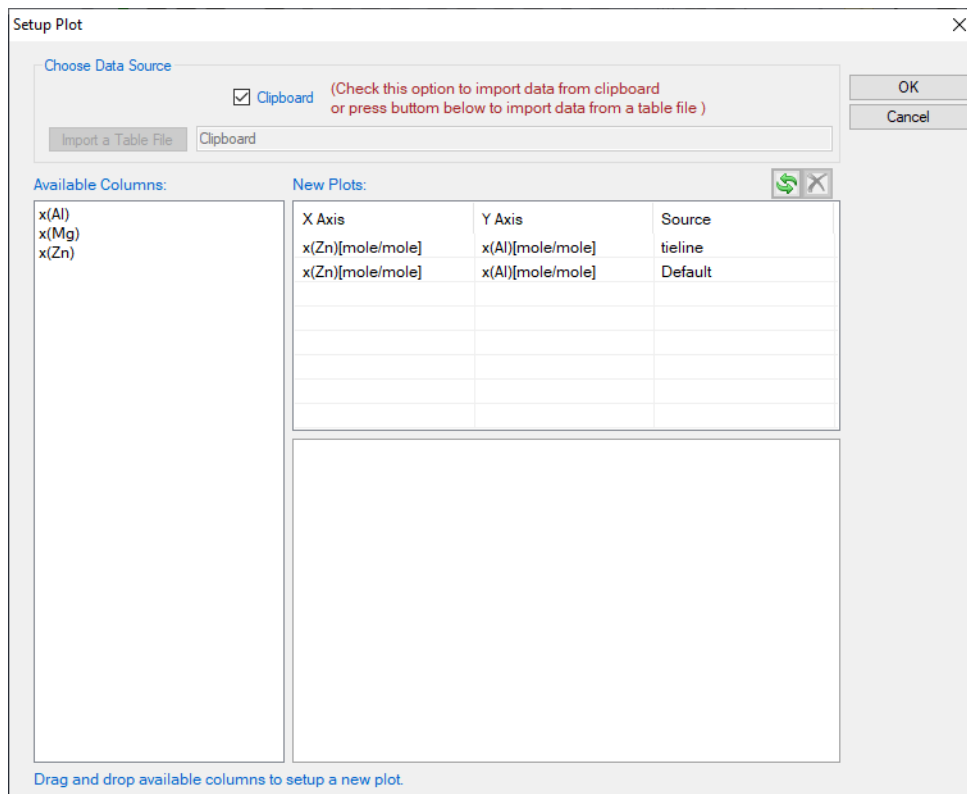 Setup Plot
Choose Data Source
Clipboard
(Check this option to import data from clipboard
or press buttom below to import data from a table file )
OK
Cancel
Import a Table File
Clipboard
Available Columns:
New Plots:
x(Al)
x(Mg)
x(Zn)
X Axis Y Axis Source
x(Zn)[mole/mole] x(Al)[mole/mole] tieline
x(Zn)[mole/mole] x(Al)[mole/mole] Default
Drag and drop available columns to setup a new plot.